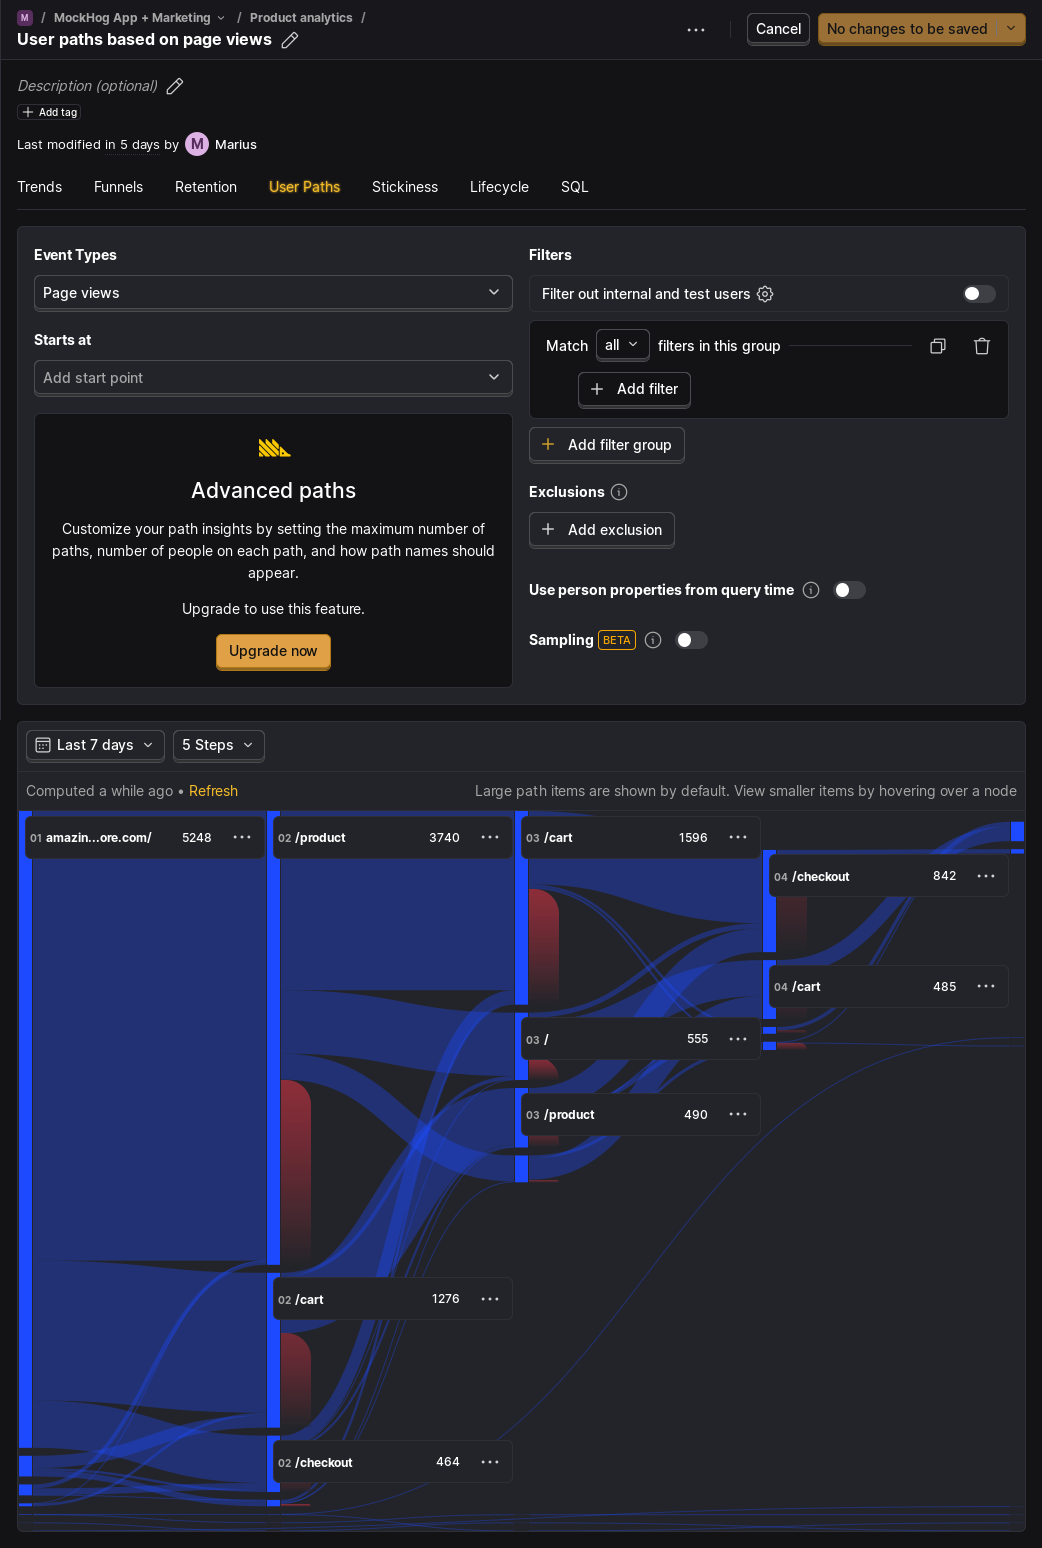 M / MockHog App + Marketing / Product analytics /
User paths based on page views
Cancel
No changes to be saved
Description (optional)
Add tag
Last modified in 5 days by M Marius
Trends Funnels Retention User Paths Stickiness Lifecycle SQL
Event Types
Page views
Starts at
Add start point
Advanced paths
Customize your path insights by setting the maximum number of
paths, number of people on each path, and how path names should
appear.
Upgrade to use this feature.
Upgrade now
Filters
Filter out internal and test users
Match all filters in this group
Add filter
Add filter group
Exclusions
Add exclusion
Use person properties from query time
Sampling BETA
Last 7 days 5 Steps
Computed a while ago • Refresh
Large path items are shown by default. View smaller items by hovering over a node
01 amazin...ore.com/ 5248
02 /product 3740
03 /cart 1596
04 /checkout 842
04 /cart 485
03 / 555
03 /product 490
02 /cart 1276
02 /checkout 464